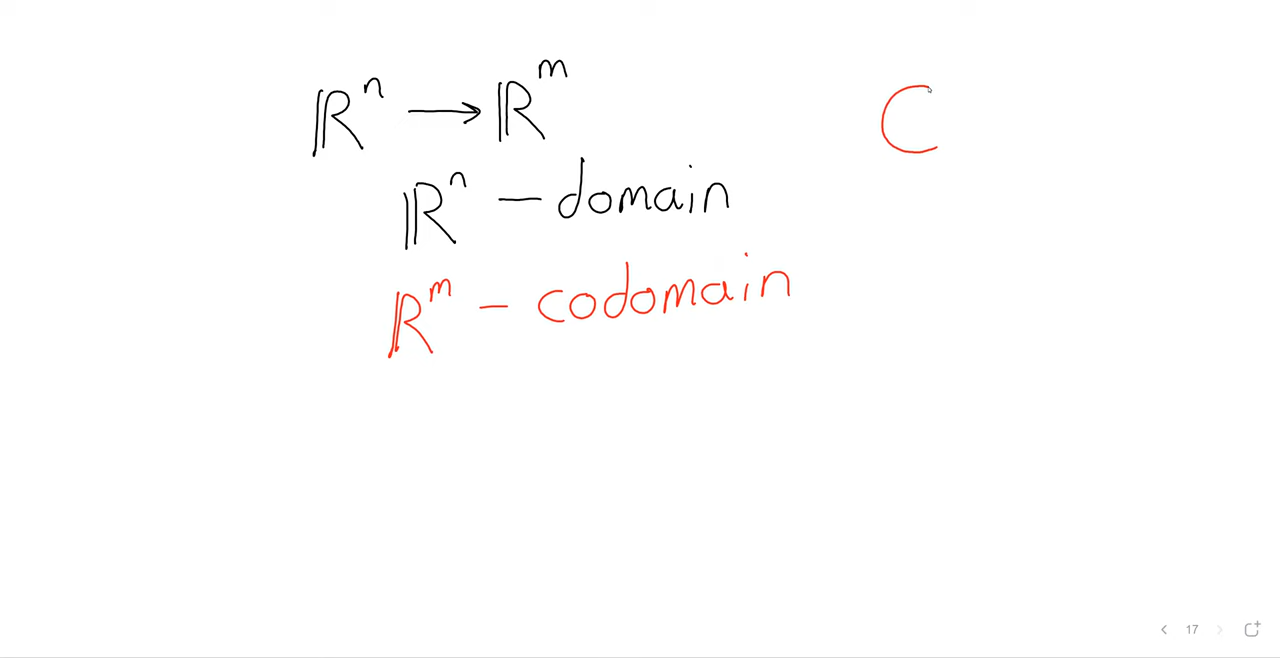 ℝⁿ → ℝᵐ
C
ℝⁿ – domain
ℝᵐ – codomain
17